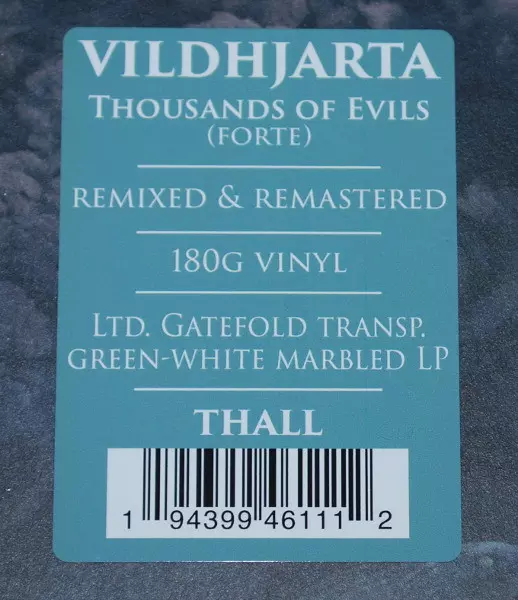 VILDHJARTA
THOUSANDS OF EVILS
(FORTE)
REMIXED & REMASTERED
180G VINYL
LTD. GATEFOLD TRANSP.
GREEN-WHITE MARBLED LP
THALL
1 94399 46111 2